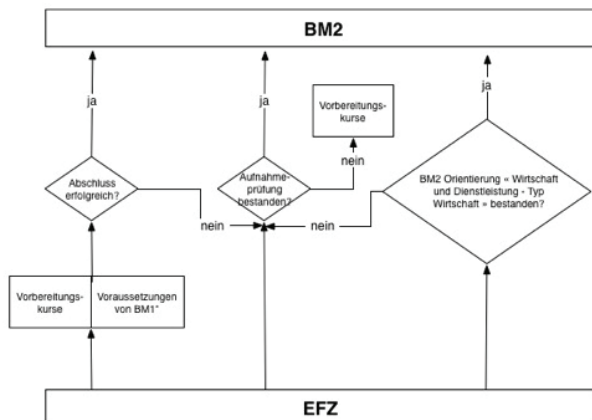 BM2
ja
ja
ja
Vorbereitungs-
kurse
nein
Abschluss
erfolgreich?
Aufnahme-
prüfung
bestanden?
BM2 Orientierung « Wirtschaft
und Dienstleistung - Typ
Wirtschaft » bestanden?
nein
nein
Vorbereitungs-
kurse
Voraussetzungen
von BM1*
EFZ